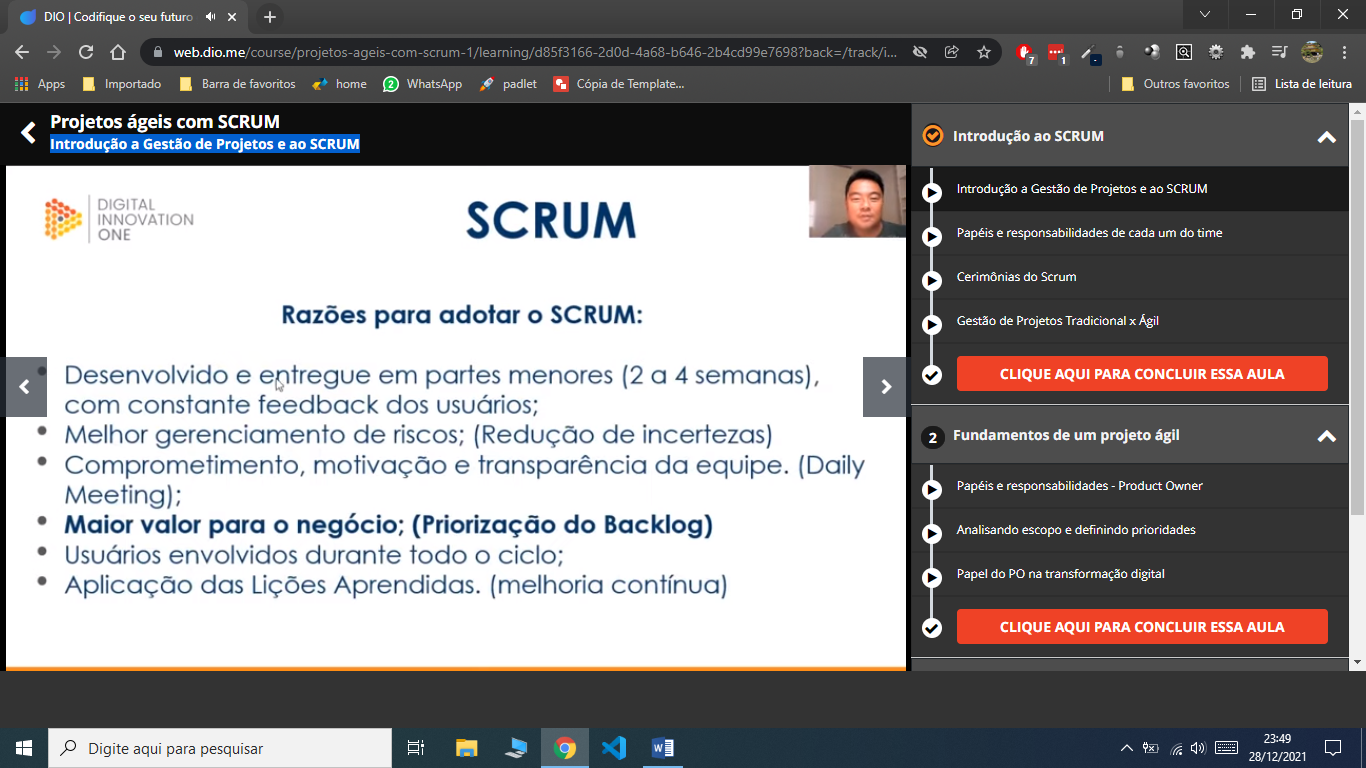 DIO | Codifique o seu futuro
web.dio.me/course/projetos-ageis-com-scrum-1/learning/d85f3166-2d0d-4a68-b646-2b4cd99e7698?back=/track/i...
7
1
Apps
Importado
Barra de favoritos
home
2
WhatsApp
padlet
Cópia de Template...
Outros favoritos
Lista de leitura
Projetos ágeis com SCRUM
Introdução a Gestão de Projetos e ao SCRUM
DIGITAL
INNOVATION
ONE
SCRUM
Razões para adotar o SCRUM:
Desenvolvido e entregue em partes menores (2 a 4 semanas),
com constante feedback dos usuários;
Melhor gerenciamento de riscos; (Redução de incertezas)
Comprometimento, motivação e transparência da equipe. (Daily
Meeting);
Maior valor para o negócio; (Priorização do Backlog)
Usuários envolvidos durante todo o ciclo;
Aplicação das Lições Aprendidas. (melhoria contínua)
Introdução ao SCRUM
Introdução a Gestão de Projetos e ao SCRUM
Papéis e responsabilidades de cada um do time
Cerimônias do Scrum
Gestão de Projetos Tradicional x Ágil
CLIQUE AQUI PARA CONCLUIR ESSA AULA
2 Fundamentos de um projeto ágil
Papéis e responsabilidades - Product Owner
Analisando escopo e definindo prioridades
Papel do PO na transformação digital
CLIQUE AQUI PARA CONCLUIR ESSA AULA
Digite aqui para pesquisar
23:49
28/12/2021